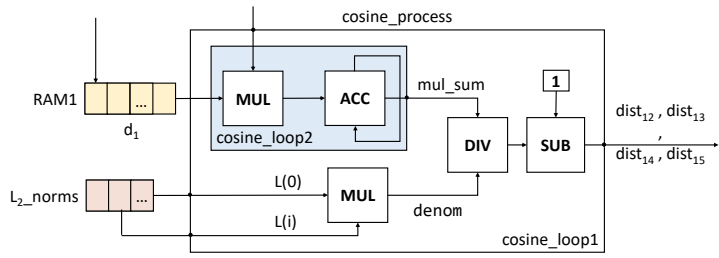 cosine_process
RAM1
...
d₁
MUL
ACC
cosine_loop2
mul_sum
1
DIV
SUB
dist₁₂ , dist₁₃
,
dist₁₄ , dist₁₅
L₂_norms
...
L(0)
L(i)
MUL
denom
cosine_loop1